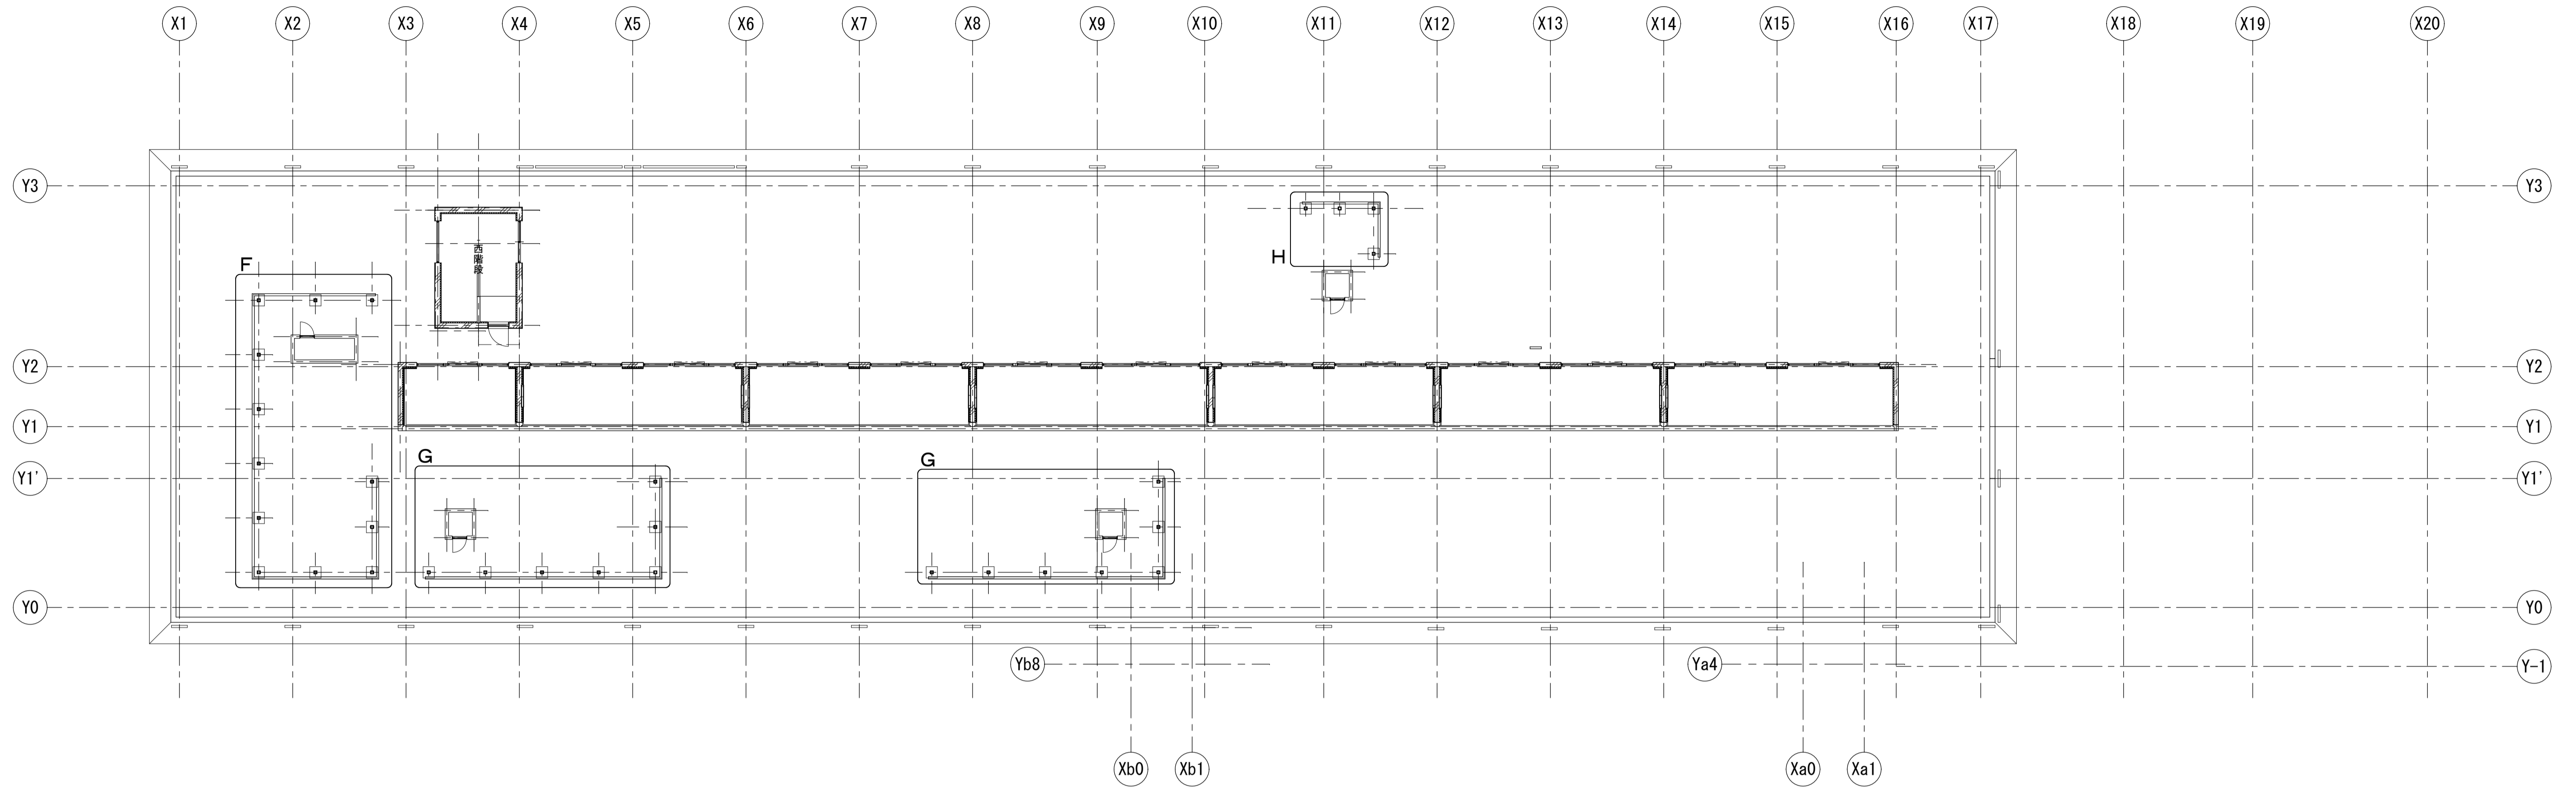 X1 X2 X3 X4 X5 X6 X7 X8 X9 X10 X11 X12 X13 X14 X15 X16 X17 X18 X19 X20
Y3 Y3
西階段
H
F
Y2 Y2
Y1 Y1
G G
Y1' Y1'
Y0 Y0
Yb8 Ya4 Y-1
Xb0 Xb1 Xa0 Xa1